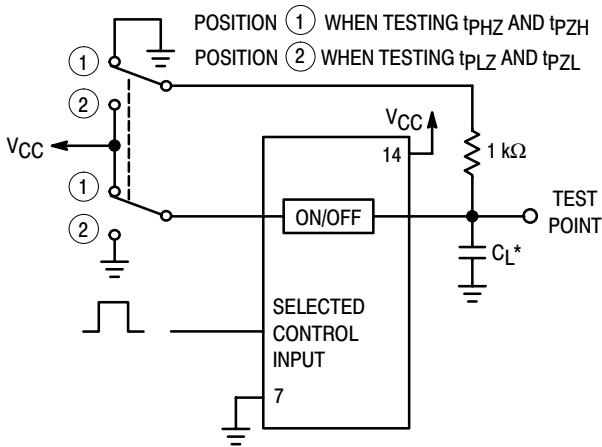 POSITION 1 WHEN TESTING tPHZ AND tPZH
POSITION 2 WHEN TESTING tPLZ AND tPZL
1
2
VCC
1
2
VCC
14
1 kΩ
ON/OFF
TEST
POINT
CL*
SELECTED
CONTROL
INPUT
7